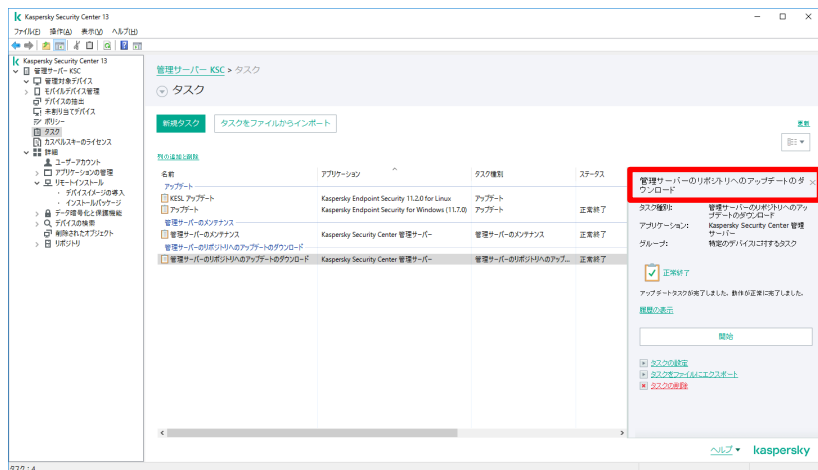 Kaspersky Security Center 13
ファイル(F) 操作(A) 表示(V) ヘルプ(H)
Kaspersky Security Center 13
管理サーバー KSC
管理対象デバイス
モバイルデバイス管理
デバイスの抽出
未割り当てデバイス
ポリシー
タスク
カスペルスキーのライセンス
詳細
ユーザーアカウント
アプリケーションの管理
リモートインストール
・ デバイスイメージの導入
・ インストールパッケージ
データ暗号化と保護機能
デバイスの検索
削除されたオブジェクト
リポジトリ
管理サーバー KSC > タスク
タスク
新規タスク タスクをファイルからインポート
更新
列の追加と削除
名前 アプリケーション タスク種別 ステータス
アップデート
KESL アップデート Kaspersky Endpoint Security 11.2.0 for Linux アップデート
アップデート Kaspersky Endpoint Security for Windows (11.7.0) アップデート 正常終了
管理サーバーのメンテナンス
管理サーバーのメンテナンス Kaspersky Security Center 管理サーバー 管理サーバーのメンテナンス 正常終了
管理サーバーのリポジトリへのアップデートのダウンロード
管理サーバーのリポジトリへのアップデートのダウンロード Kaspersky Security Center 管理サーバー 管理サーバーのリポジトリへのアップ... 正常終了
管理サーバーのリポジトリへのアップデートのダ
ウンロード
タスク種別: 管理サーバーのリポジトリへのアッ
プデートのダウンロード
アプリケーション: Kaspersky Security Center 管理
サーバー
グループ: 特定のデバイスに対するタスク
正常終了
アップデートタスクが完了しました。動作が正常に完了しました。
履歴の表示
開始
タスクの設定
タスクをファイルにエクスポート
タスクの削除
ヘルプ kaspersky
タスク: 4